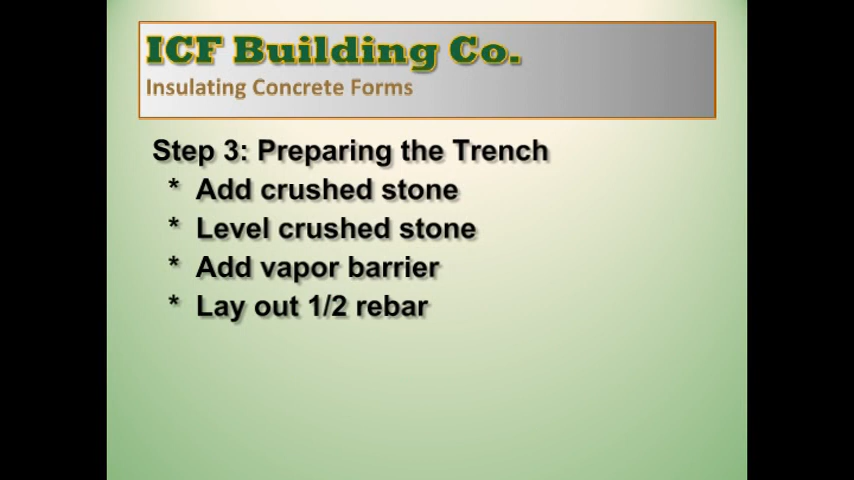 ICF Building Co.
Insulating Concrete Forms
Step 3: Preparing the Trench
* Add crushed stone
* Level crushed stone
* Add vapor barrier
* Lay out 1/2 rebar